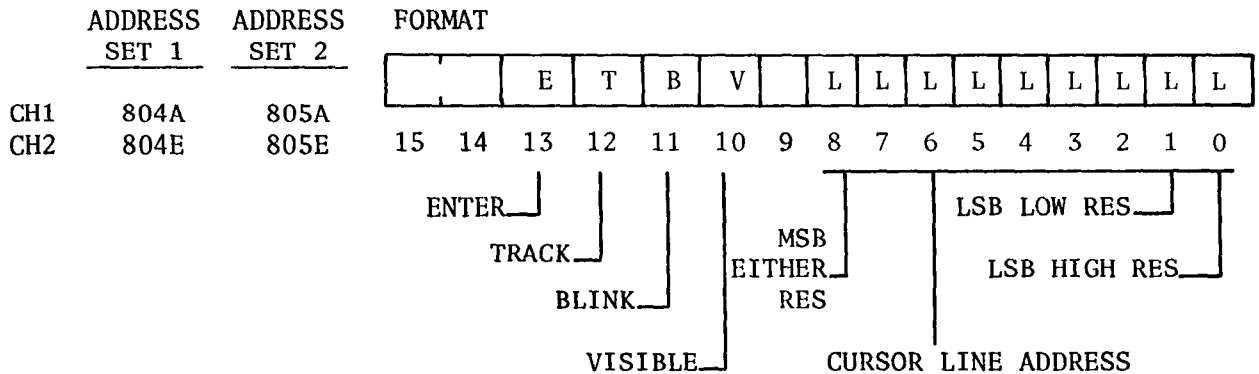 ADDRESS ADDRESS FORMAT
SET 1 SET 2
E T B V L L L L L L L L L
CH1 804A 805A
CH2 804E 805E 15 14 13 12 11 10 9 8 7 6 5 4 3 2 1 0
ENTER LSB LOW RES
MSB
TRACK EITHER LSB HIGH RES
BLINK RES
VISIBLE CURSOR LINE ADDRESS